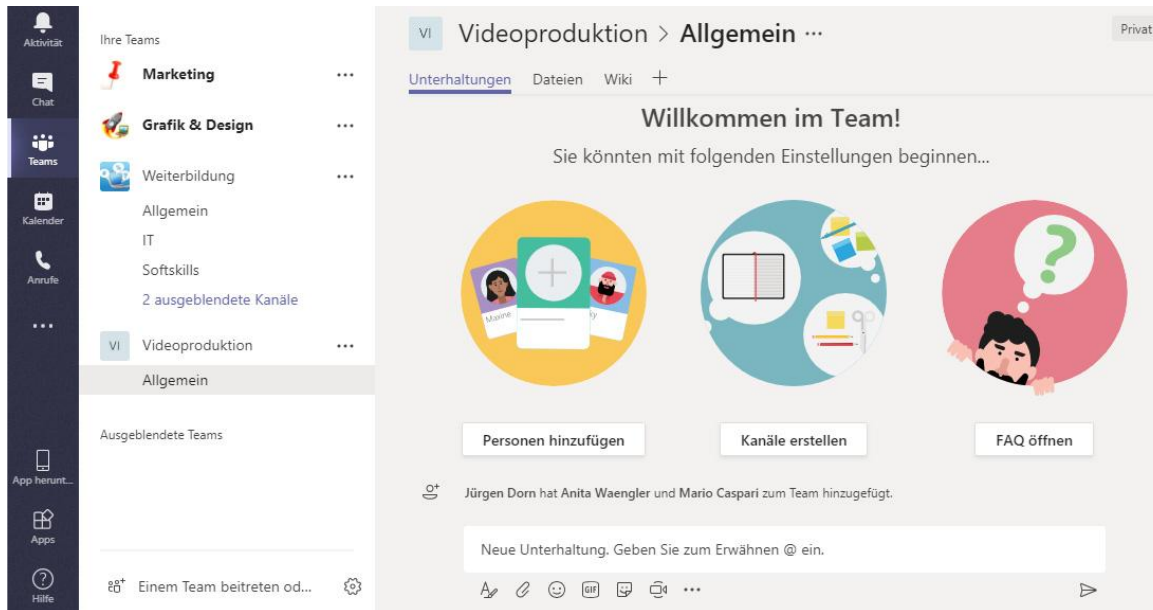 Aktivität
Chat
Teams
Kalender
Anrufe
App herunt...
Apps
Hilfe
Ihre Teams
Marketing
Grafik & Design
Weiterbildung
Allgemein
IT
Softskills
2 ausgeblendete Kanäle
VI Videoproduktion
Allgemein
Ausgeblendete Teams
Einem Team beitreten od...
VI Videoproduktion > Allgemein ...
Privat
Unterhaltungen Dateien Wiki +
Willkommen im Team!
Sie könnten mit folgenden Einstellungen beginnen...
Maxine
Personen hinzufügen
Kanäle erstellen
?
FAQ öffnen
Jürgen Dorn hat Anita Waengler und Mario Caspari zum Team hinzugefügt.
Neue Unterhaltung. Geben Sie zum Erwähnen @ ein.
GIF